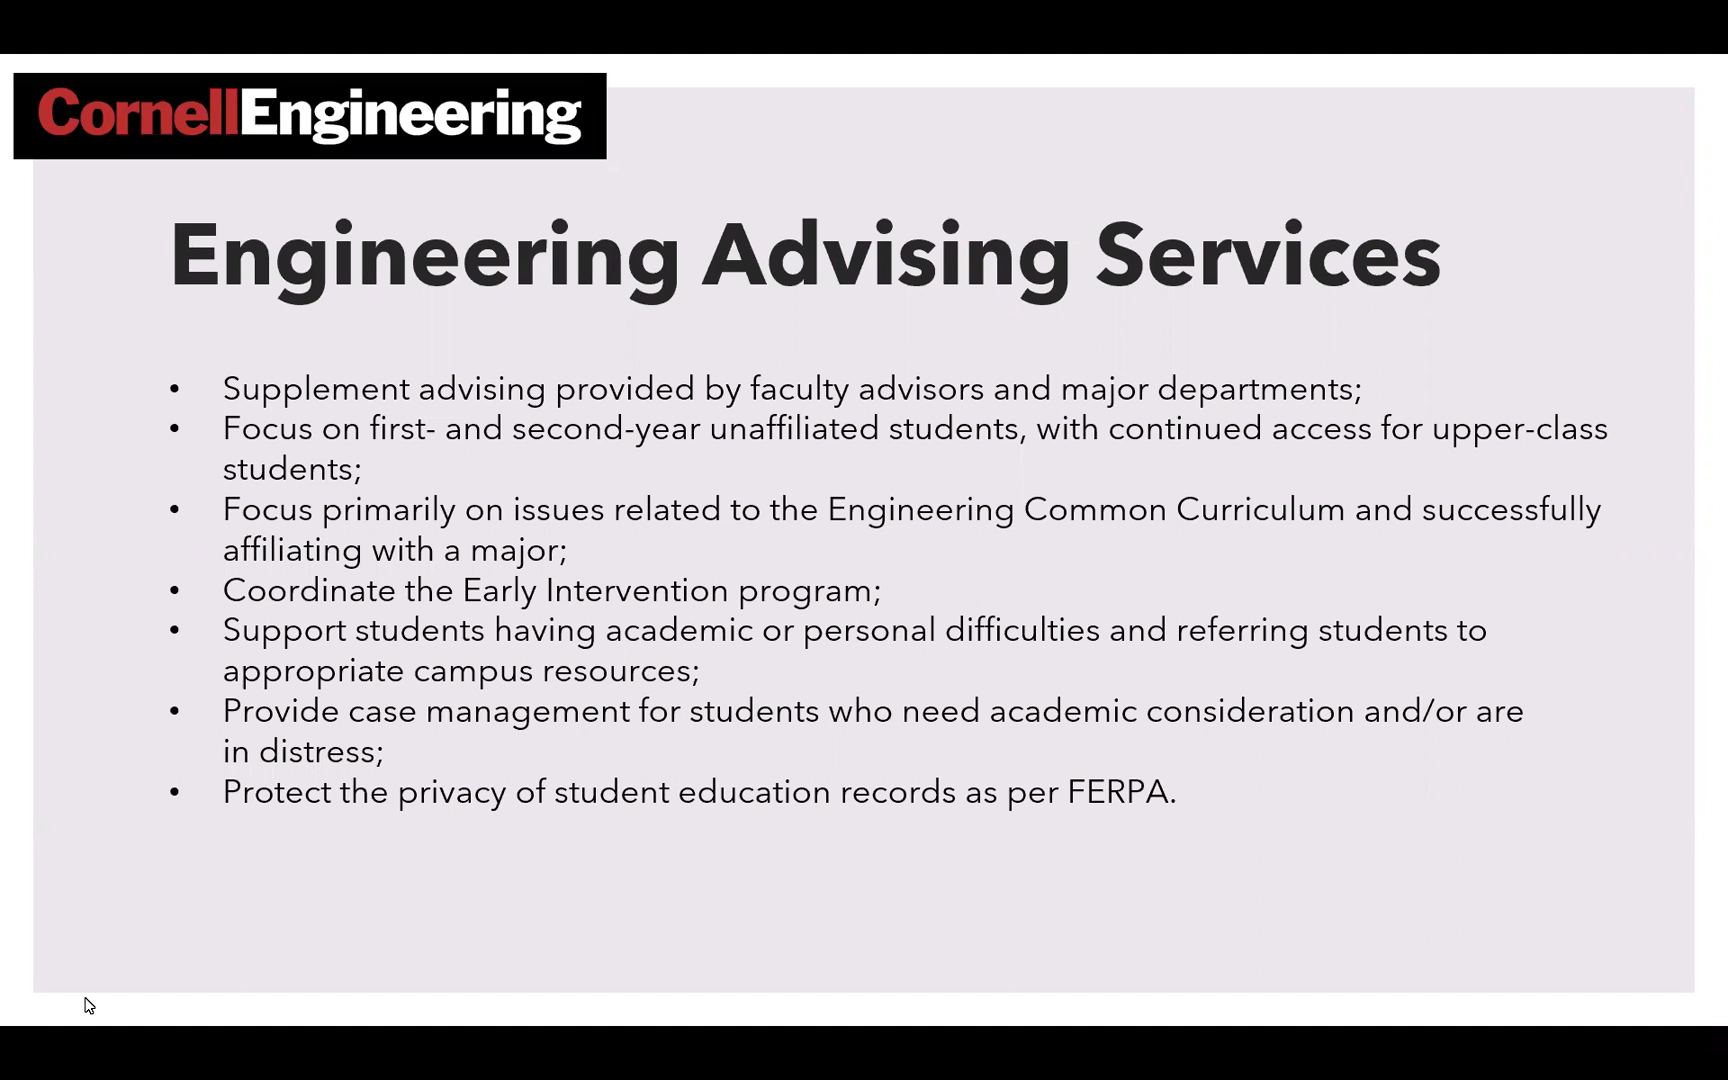 CornellEngineering
Engineering Advising Services
• Supplement advising provided by faculty advisors and major departments;
• Focus on first- and second-year unaffiliated students, with continued access for upper-class
students;
• Focus primarily on issues related to the Engineering Common Curriculum and successfully
affiliating with a major;
• Coordinate the Early Intervention program;
• Support students having academic or personal difficulties and referring students to
appropriate campus resources;
• Provide case management for students who need academic consideration and/or are
in distress;
• Protect the privacy of student education records as per FERPA.